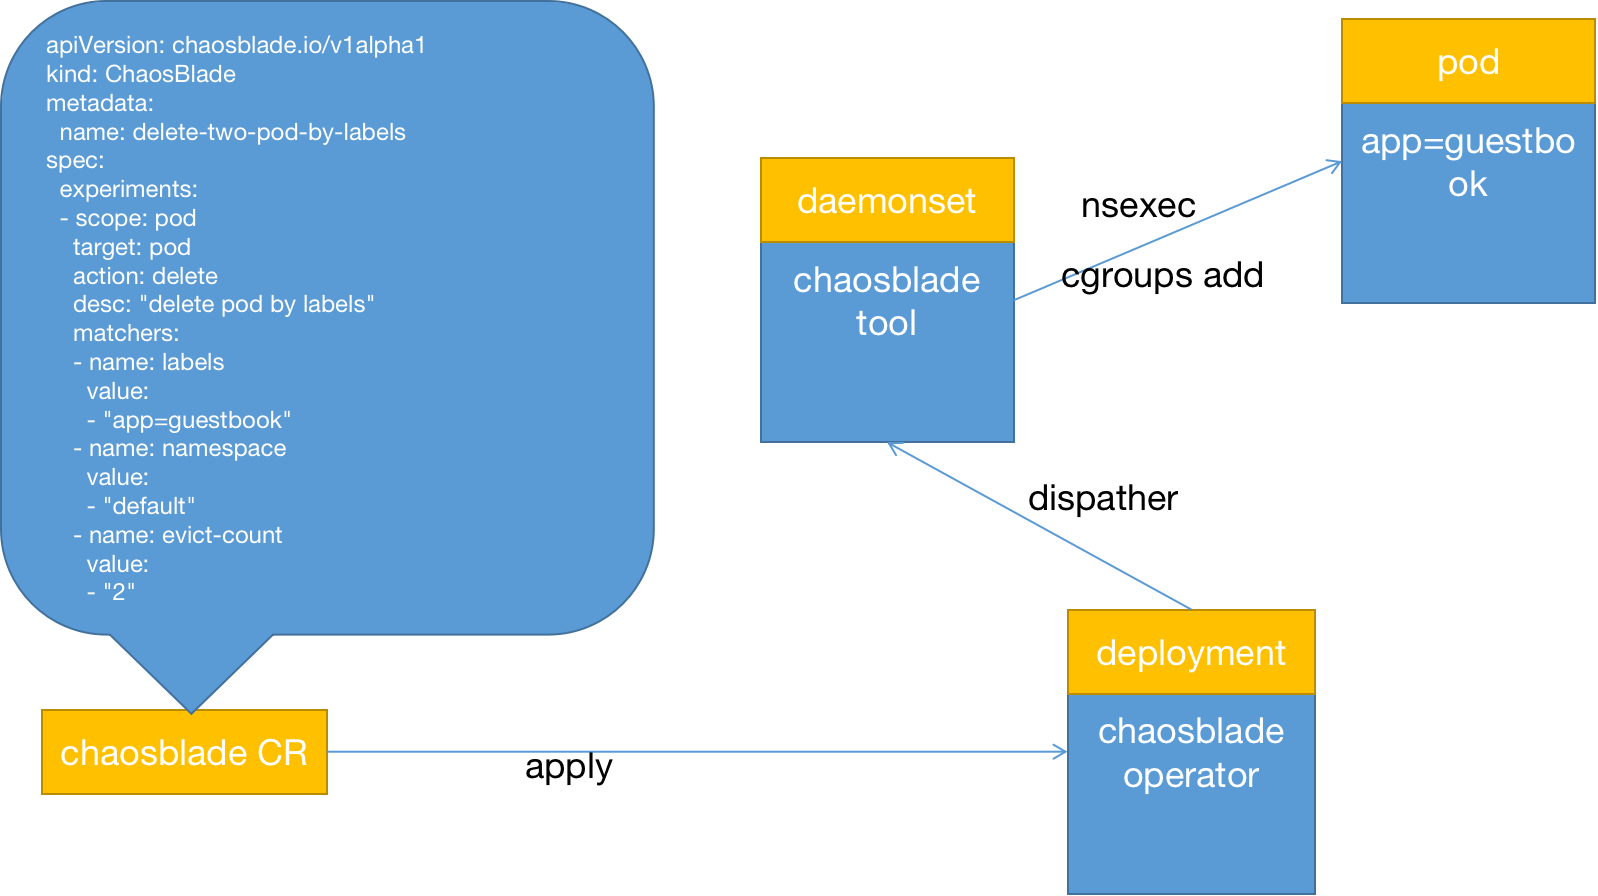 apiVersion: chaosblade.io/v1alpha1
kind: ChaosBlade
metadata:
  name: delete-two-pod-by-labels
spec:
  experiments:
  - scope: pod
    target: pod
    action: delete
    desc: "delete pod by labels"
    matchers:
    - name: labels
      value:
      - "app=guestbook"
    - name: namespace
      value:
      - "default"
    - name: evict-count
      value:
      - "2"
chaosblade CR
apply
deployment
chaosblade
operator
dispather
daemonset
chaosblade
tool
nsexec
cgroups add
pod
app=guestbo
ok